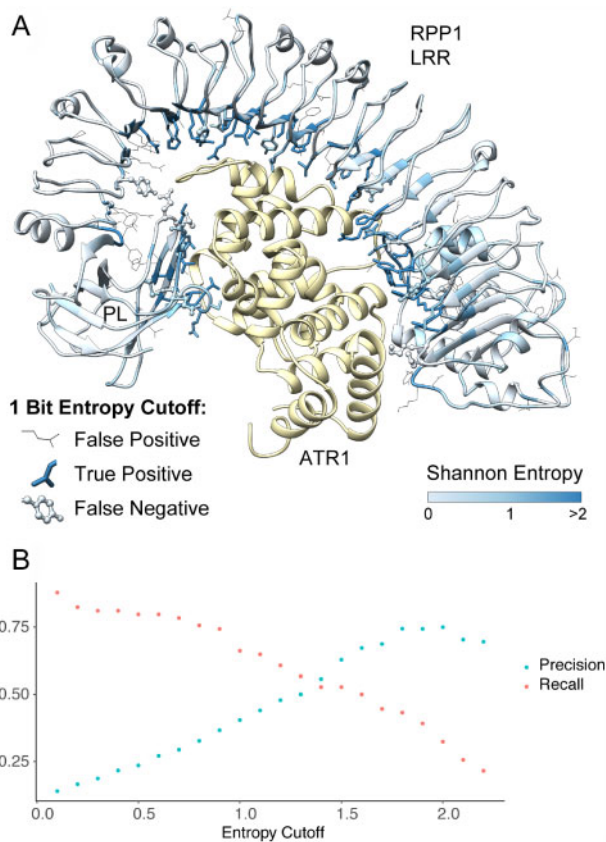 A
RPP1
LRR
PL
1 Bit Entropy Cutoff:
False Positive
True Positive
False Negative
ATR1
Shannon Entropy
0 1 >2
B
0.75
0.50
0.25
Precision
Recall
0.0 0.5 1.0 1.5 2.0
Entropy Cutoff